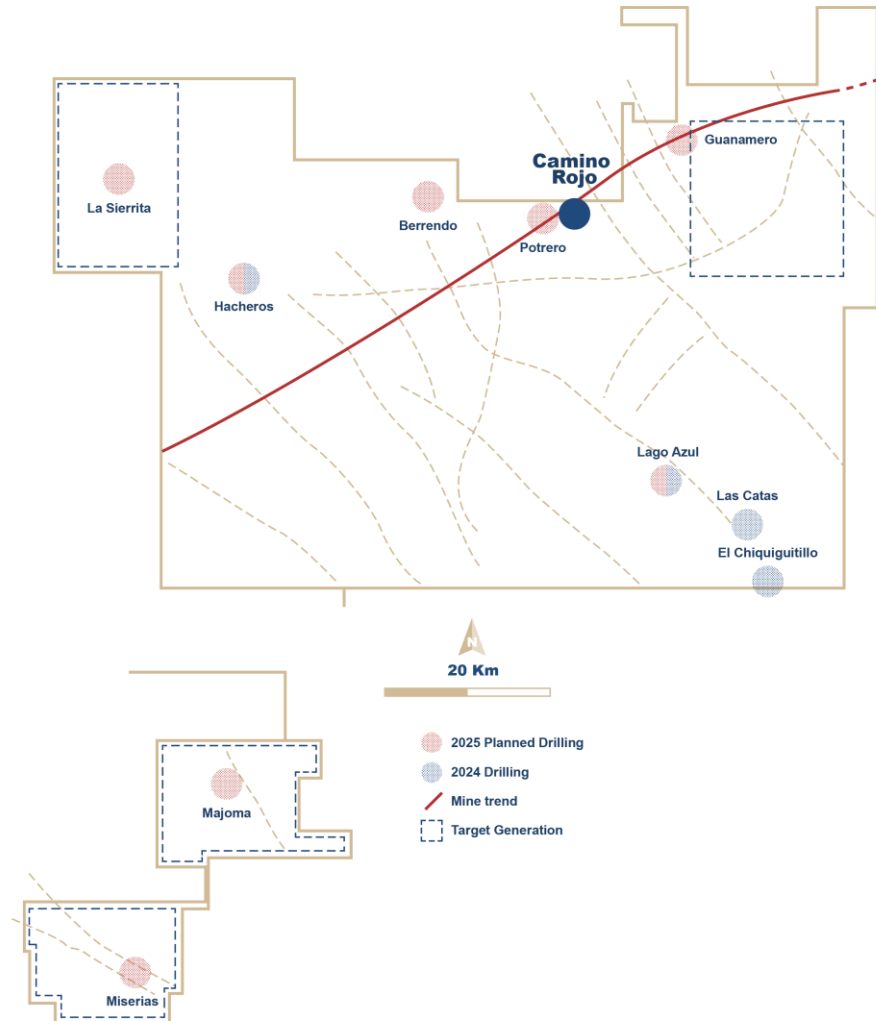 Camino
Rojo
Guanamero
La Sierrita
Berrendo
Potrero
Hacheros
Lago Azul
Las Catas
El Chiquiguitillo
N
20 Km
2025 Planned Drilling
2024 Drilling
Mine trend
Target Generation
Majoma
Miserias